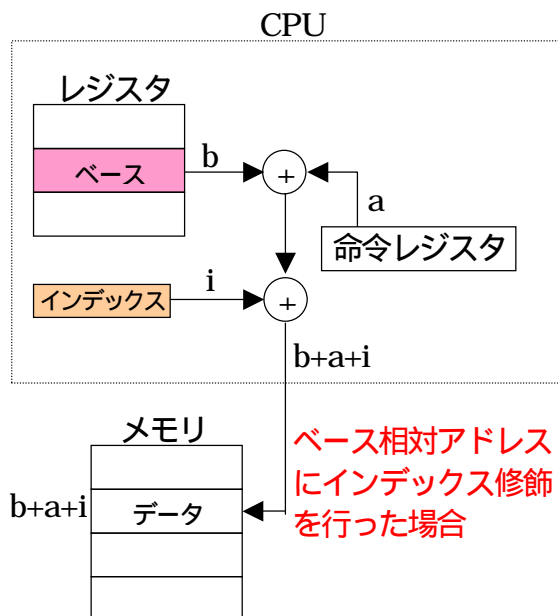 CPU
レジスタ
ベース
b
+
a
命令レジスタ
インデックス
i
+
b+a+i
メモリ
b+a+i
データ
ベース相対アドレス
にインデックス修飾
を行った場合